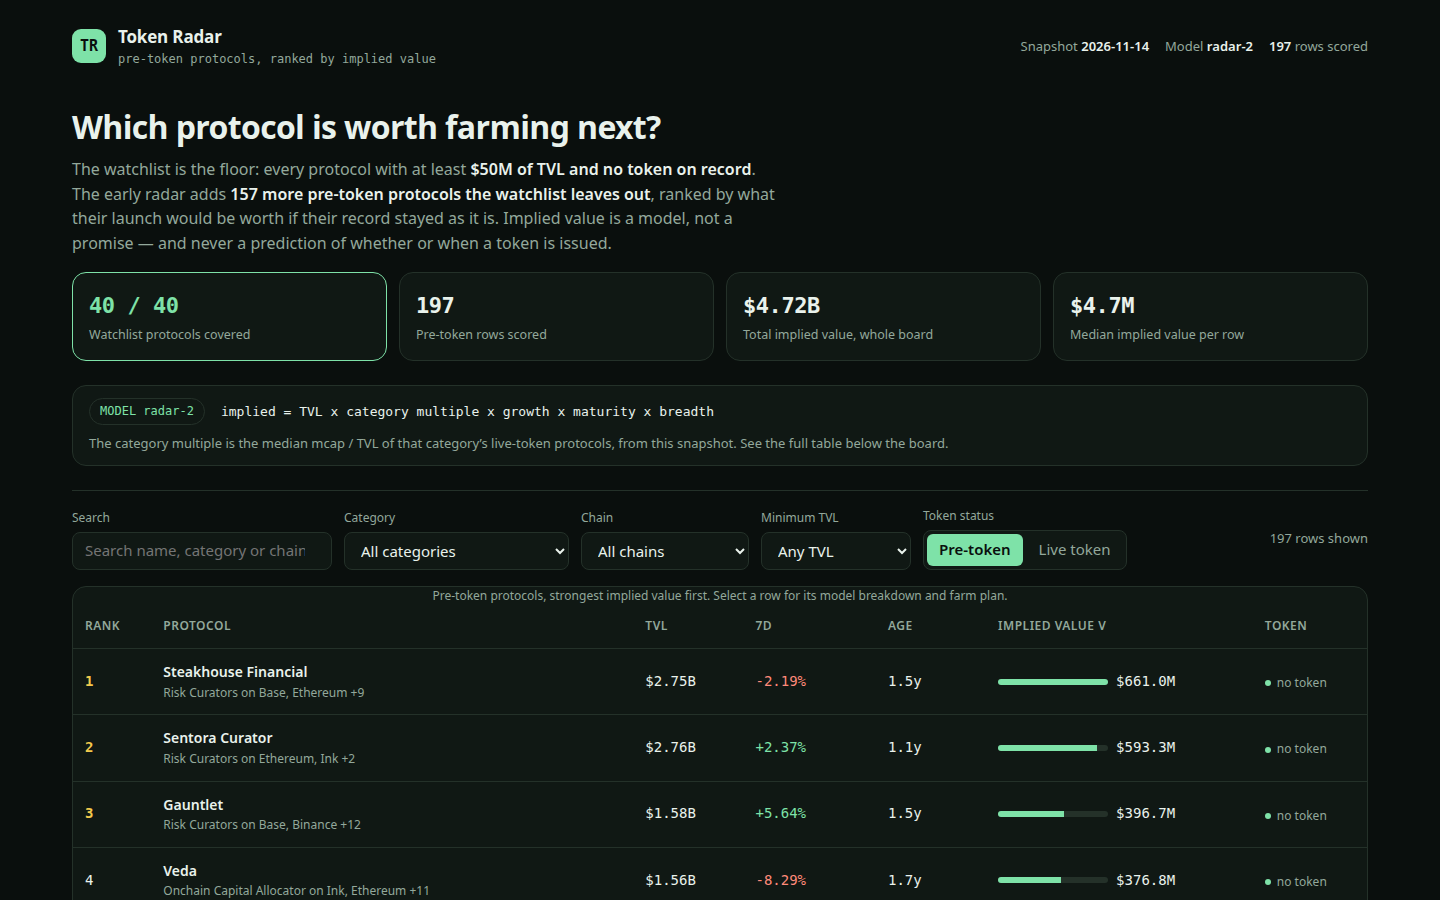 TR
Token Radar
pre-token protocols, ranked by implied value
Snapshot 2026-11-14 Model radar-2 197 rows scored
Which protocol is worth farming next?
The watchlist is the floor: every protocol with at least $50M of TVL and no token on record.
The early radar adds 157 more pre-token protocols the watchlist leaves out, ranked by what
their launch would be worth if their record stayed as it is. Implied value is a model, not a
promise — and never a prediction of whether or when a token is issued.
40 / 40
Watchlist protocols covered
197
Pre-token rows scored
$4.72B
Total implied value, whole board
$4.7M
Median implied value per row
MODEL radar-2 implied = TVL x category multiple x growth x maturity x breadth
The category multiple is the median mcap / TVL of that category’s live-token protocols, from this snapshot. See the full table below the board.
Search Category Chain Minimum TVL Token status
Search name, category or chain All categories All chains Any TVL Pre-token Live token 197 rows shown
Pre-token protocols, strongest implied value first. Select a row for its model breakdown and farm plan.
RANK PROTOCOL TVL 7D AGE IMPLIED VALUE V TOKEN
1 Steakhouse Financial $2.75B -2.19% 1.5y $661.0M no token
Risk Curators on Base, Ethereum +9
2 Sentora Curator $2.76B +2.37% 1.1y $593.3M no token
Risk Curators on Ethereum, Ink +2
3 Gauntlet $1.58B +5.64% 1.5y $396.7M no token
Risk Curators on Base, Binance +12
4 Veda $1.56B -8.29% 1.7y $376.8M no token
Onchain Capital Allocator on Ink, Ethereum +11